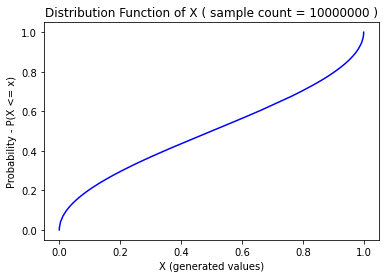 Distribution Function of X ( sample count = 10000000 )
1.0
0.8
0.6
0.4
0.2
0.0
Probability - P(X <= x)
0.0 0.2 0.4 0.6 0.8 1.0
X (generated values)